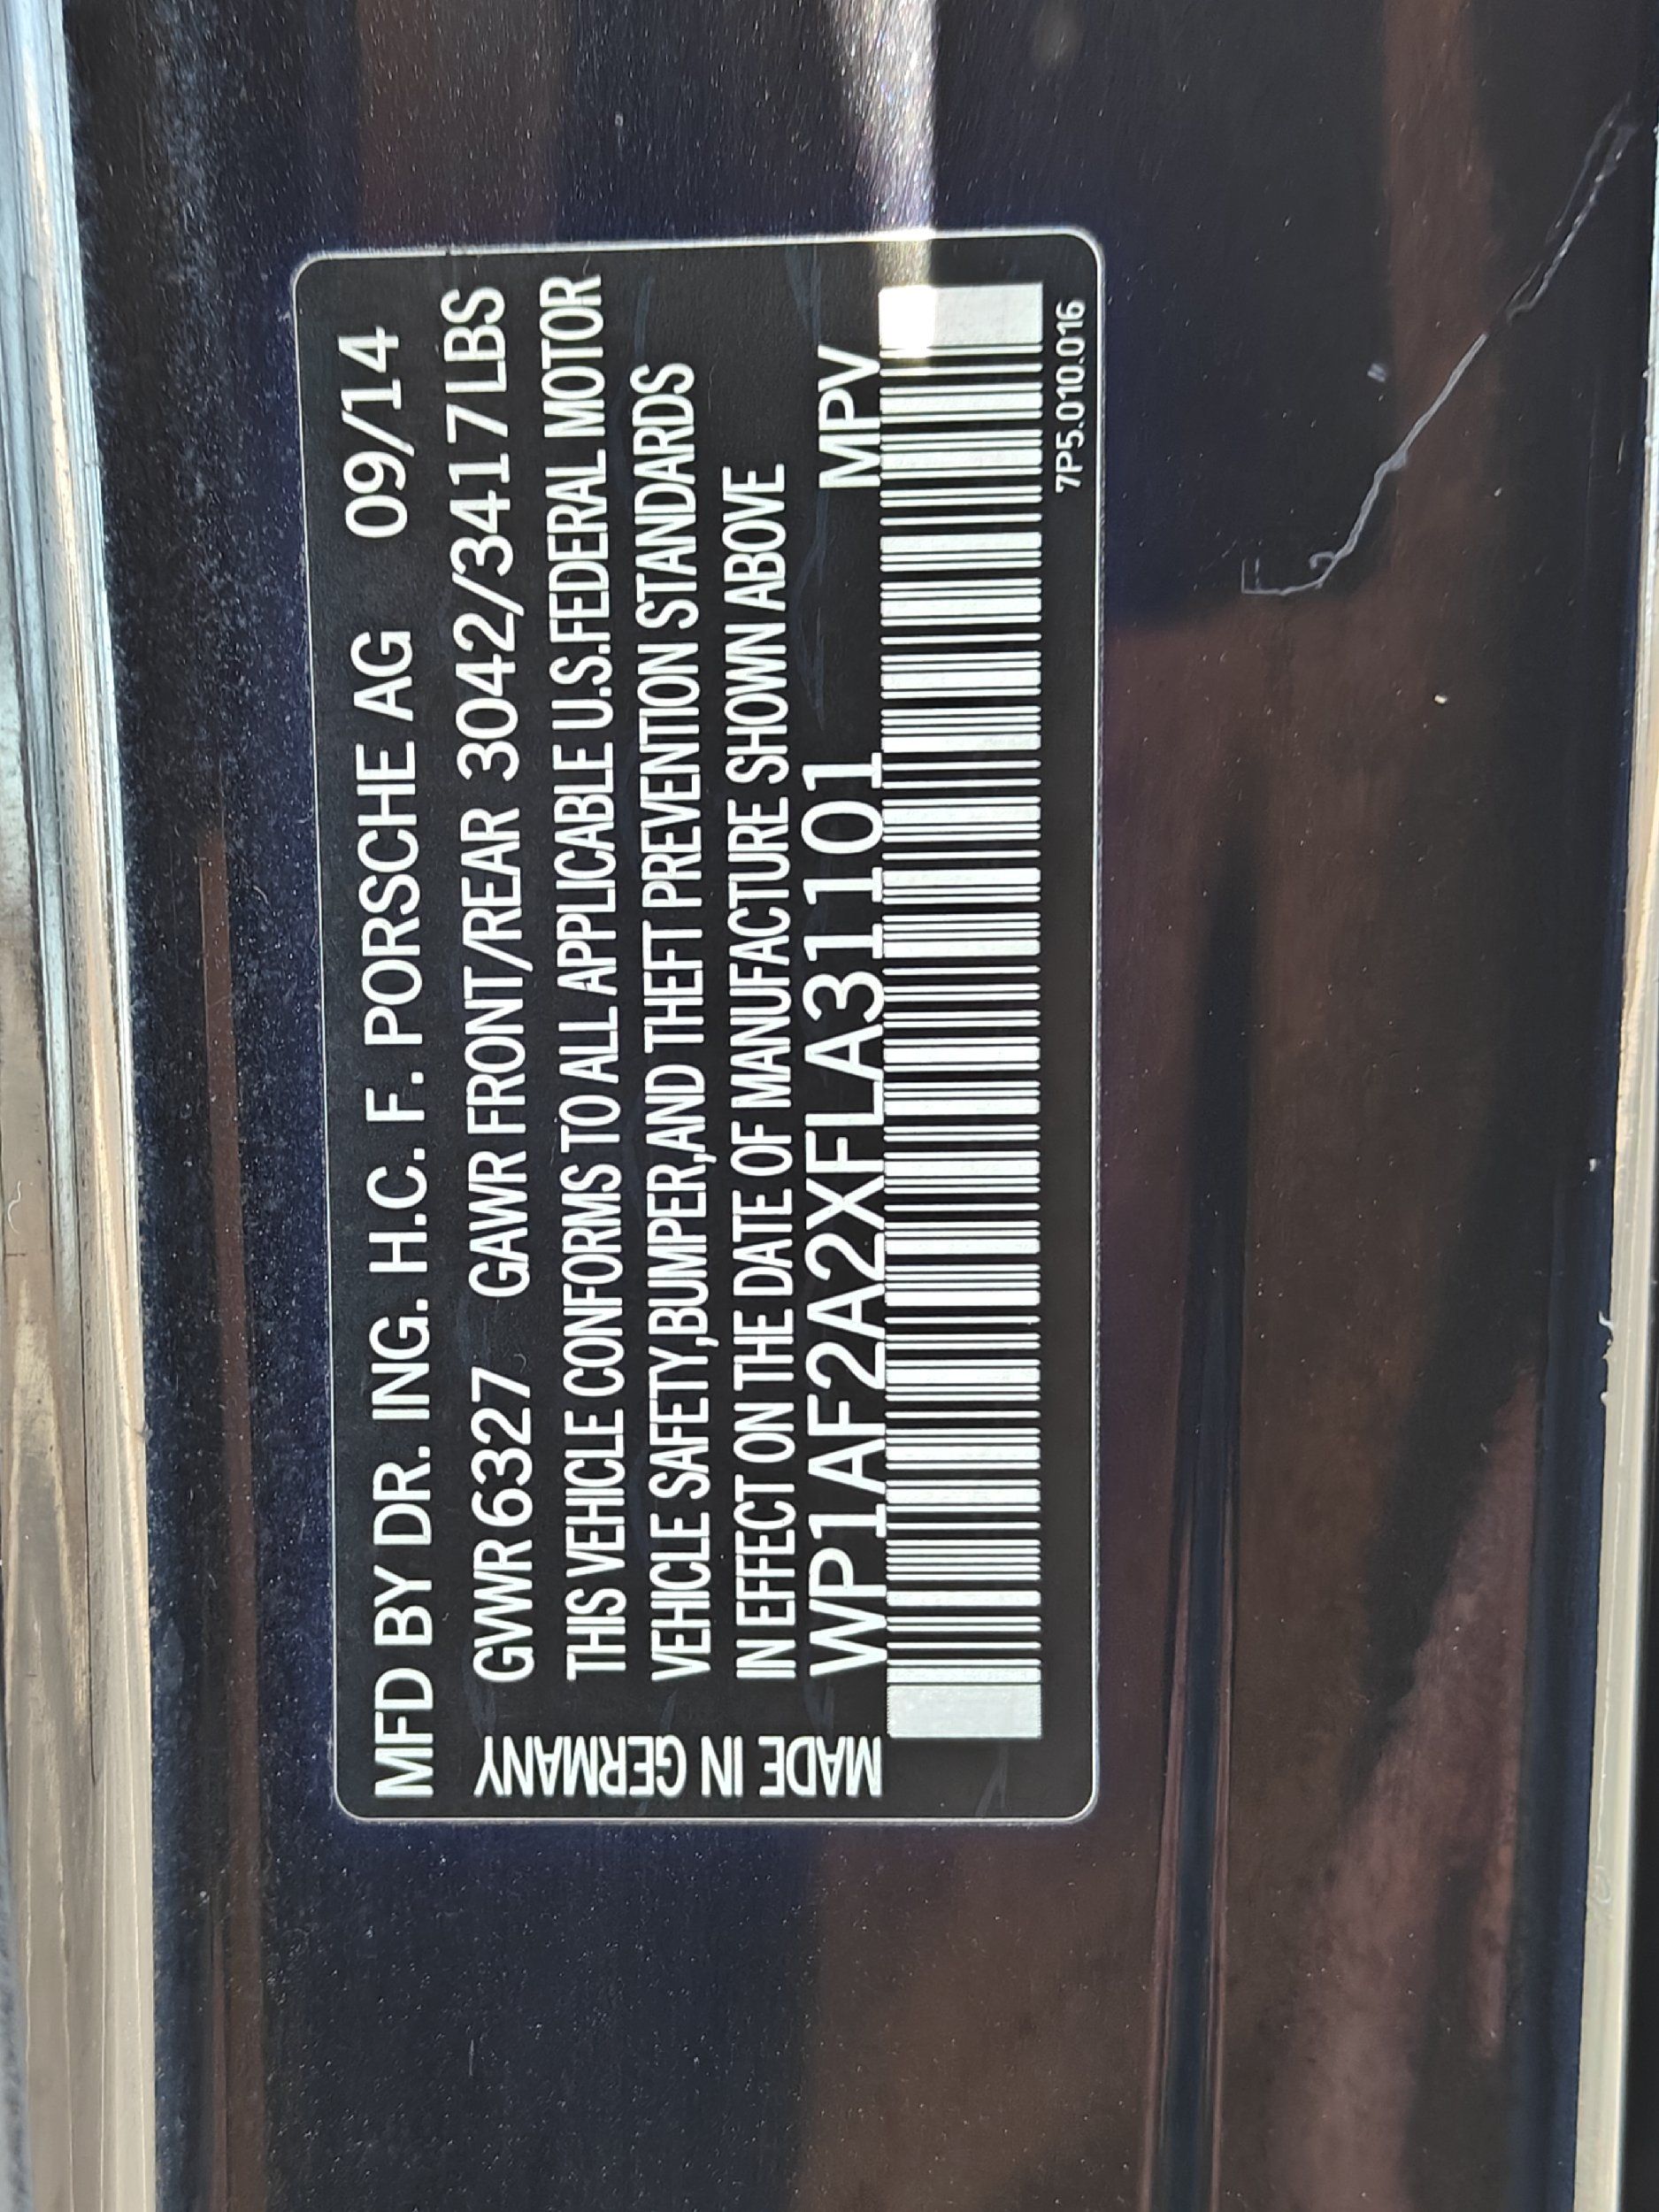 MFD BY DR. ING. H.C. F. PORSCHE AG 09/14
GVWR 6327 GAWR FRONT/REAR 3042/3417LBS
THIS VEHICLE CONFORMS TO ALL APPLICABLE U.S.FEDERAL MOTOR
VEHICLE SAFETY,BUMPER,AND THEFT PREVENTION STANDARDS
IN EFFECT ON THE DATE OF MANUFACTURE SHOWN ABOVE
WP1AF2A2XFLA31101 MPV
7P5.010.016
MADE IN GERMANY